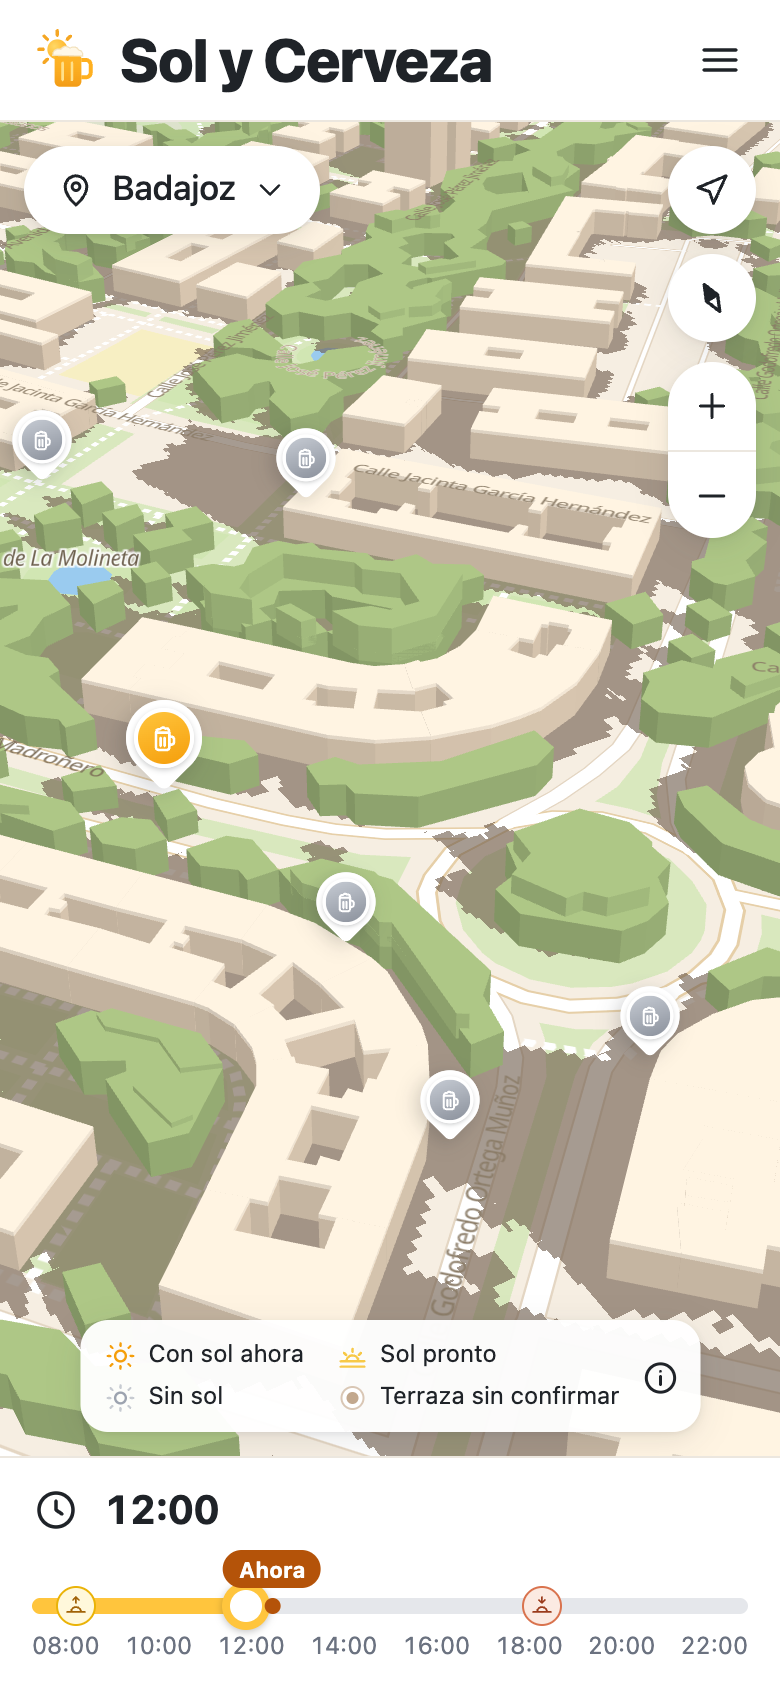 Sol y Cerveza
Badajoz
Calle Jacinta García Hernández
de La Molineta
Madroñero
Ca
Godofredo Ortega Muñoz
Con sol ahora
Sol pronto
Sin sol
Terraza sin confirmar
12:00
Ahora
08:00 10:00 12:00 14:00 16:00 18:00 20:00 22:00